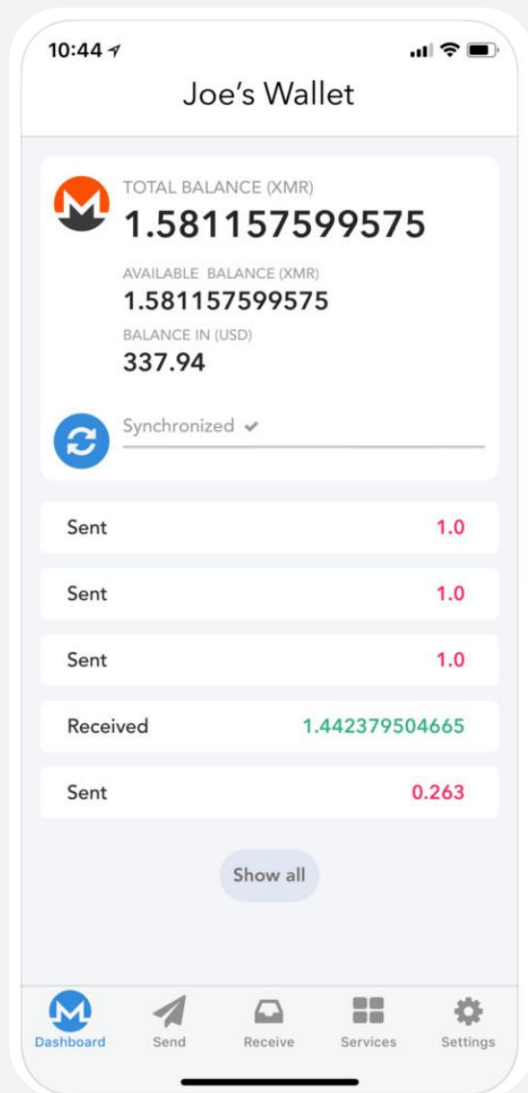 10:44
Joe's Wallet
TOTAL BALANCE (XMR)
1.581157599575
AVAILABLE BALANCE (XMR)
1.581157599575
BALANCE IN (USD)
337.94
Synchronized ✔
Sent 1.0
Sent 1.0
Sent 1.0
Received 1.442379504665
Sent 0.263
Show all
Dashboard Send Receive Services Settings